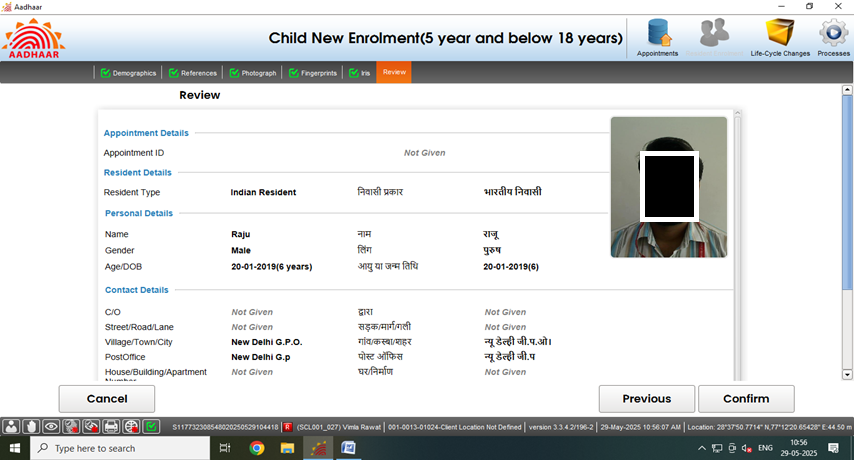 Aadhaar
AADHAAR
Child New Enrolment(5 year and below 18 years)
Appointments
Life-Cycle Changes
Processes
Demographics
References
Photograph
Fingerprints
Iris
Review
Review
Appointment Details
Appointment ID Not Given
Resident Details
Resident Type Indian Resident निवासी प्रकार भारतीय निवासी
Personal Details
Name Raju नाम राजू
Gender Male लिंग पुरुष
Age/DOB 20-01-2019(6 years) आयु या जन्म तिथि 20-01-2019(6)
Contact Details
C/O Not Given द्वारा Not Given
Street/Road/Lane Not Given सड़क/मार्ग/गली Not Given
Village/Town/City New Delhi G.P.O. गांव/कस्बा/शहर न्यू डेल्ही जी.प.ओ।
PostOffice New Delhi G.p पोस्ट ऑफिस न्यू डेल्ही जी.प
House/Building/Apartment Not Given घर/निर्माण Not Given
Number
Cancel
Previous
Confirm
S1177323085480202529104418 R (SCL001_027) Vimla Rawat 001-0013-01024-Client Location Not Defined version 3.3.4.2/196-2 29-May-2025 10:56:07 AM Location: 28°37'50.7714" N,77°12'20.65428" E:44.50 m
Type here to search
ENG
10:56
29-05-2025